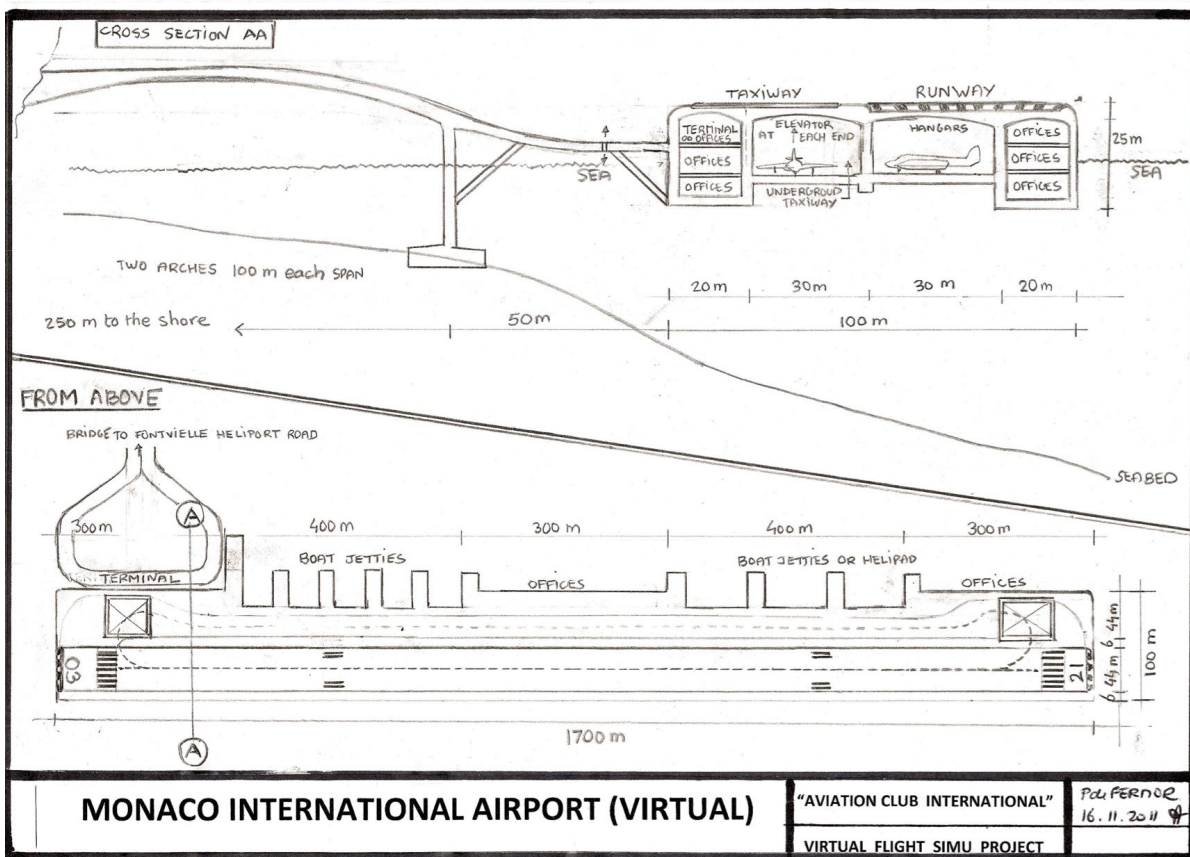 CROSS SECTION AA
TAXIWAY
RUNWAY
TERMINAL
OFFICES
OFFICES
OFFICES
ELEVATOR
AT EACH END
HANGARS
OFFICES
OFFICES
OFFICES
25m
SEA
SEA
UNDERGROUD
TAXIWAY
TWO ARCHES 100 m each SPAN
20m
30m
30 m
20m
250 m to the shore
50m
100 m
FROM ABOVE
BRIDGE TO FONTVIELLE HELIPORT ROAD
SEABED
A
300m
400 m
300 m
400 m
300m
BOAT JETTIES
BOAT JETTIES OR HELIPAD
TERMINAL
OFFICES
OFFICES
03
21
44m
6
44m
6
100 m
1700 m
A
MONACO INTERNATIONAL AIRPORT (VIRTUAL)
"AVIATION CLUB INTERNATIONAL"
VIRTUAL FLIGHT SIMU PROJECT
PdeFERMOR
16.11.2011